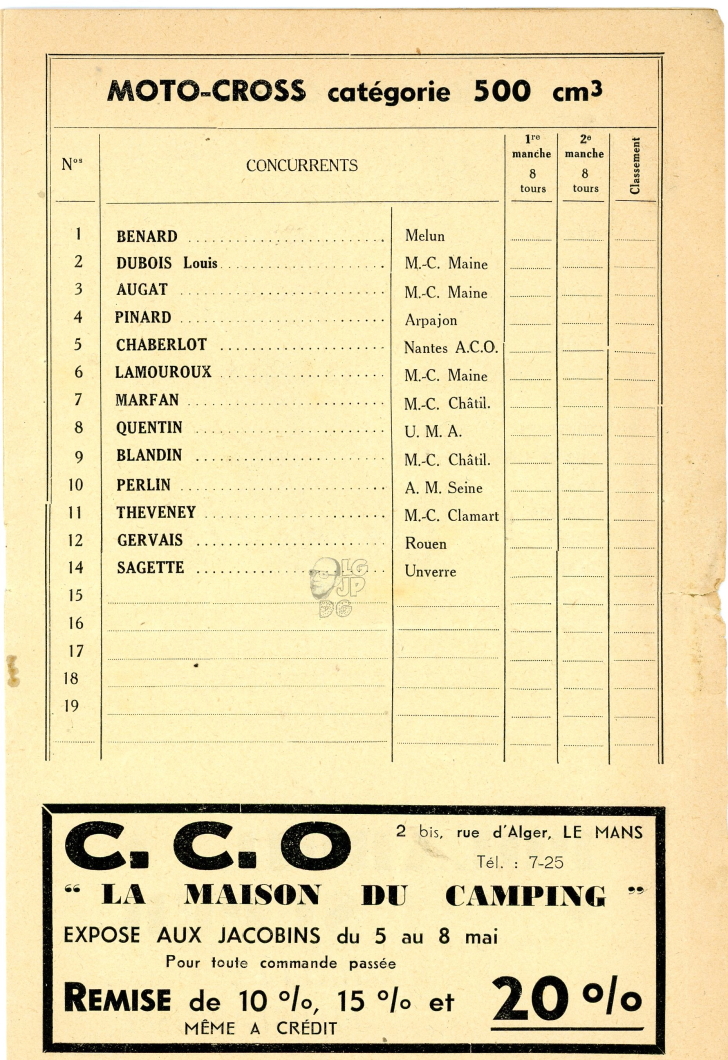 MOTO-CROSS catégorie 500 cm3
Nos CONCURRENTS 1re manche 8 tours 2e manche 8 tours Classement
1 BENARD Melun
2 DUBOIS Louis M.-C. Maine
3 AUGAT M.-C. Maine
4 PINARD Arpajon
5 CHABERLOT Nantes A.C.O.
6 LAMOUROUX M.-C. Maine
7 MARFAN M.-C. Châtil.
8 QUENTIN U. M. A.
9 BLANDIN M.-C. Châtil.
10 PERLIN A. M. Seine
11 THEVENEY M.-C. Clamart
12 GERVAIS Rouen
14 SAGETTE Unverre
LG
JP
DG
15
16
17
18
19
C. C. O 2 bis, rue d'Alger, LE MANS
Tél. : 7-25
“ LA MAISON DU CAMPING ”
EXPOSE AUX JACOBINS du 5 au 8 mai
Pour toute commande passée
REMISE de 10 %, 15 % et 20 %
MÊME A CRÉDIT